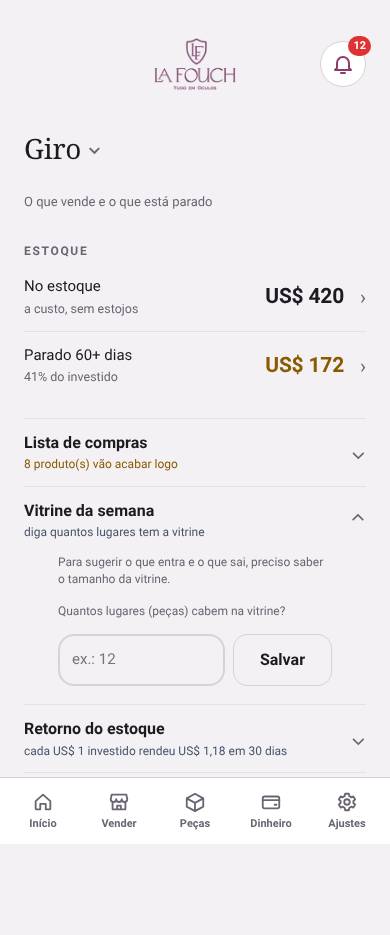 12
LF
LA FOUCH
TUDO EM ÓCULOS
Giro
O que vende e o que está parado
ESTOQUE
No estoque
US$ 420
a custo, sem estojos
Parado 60+ dias
US$ 172
41% do investido
Lista de compras
8 produto(s) vão acabar logo
Vitrine da semana
diga quantos lugares tem a vitrine
Para sugerir o que entra e o que sai, preciso saber
o tamanho da vitrine.
Quantos lugares (peças) cabem na vitrine?
ex.: 12
Salvar
Retorno do estoque
cada US$ 1 investido rendeu US$ 1,18 em 30 dias
Início Vender Peças Dinheiro Ajustes